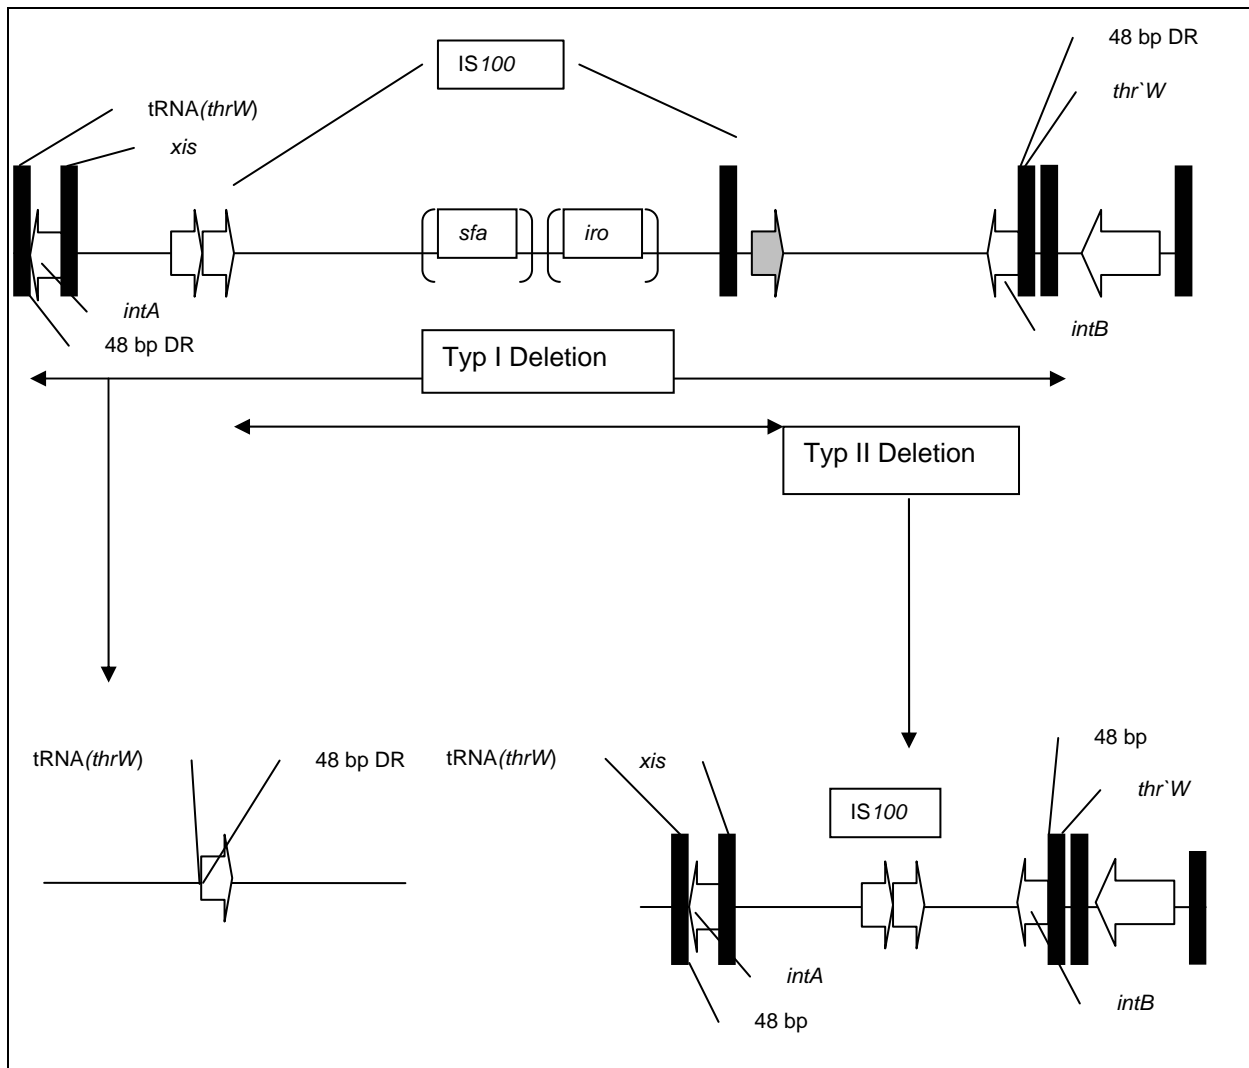 48 bp DR
IS100
thr`W
tRNA(thrW)
xis
sfa
iro
intA
intB
48 bp DR
Typ I Deletion
Typ II Deletion
48 bp
tRNA(thrW)
48 bp DR
tRNA(thrW)
xis
thr`W
IS100
intA
intB
48 bp